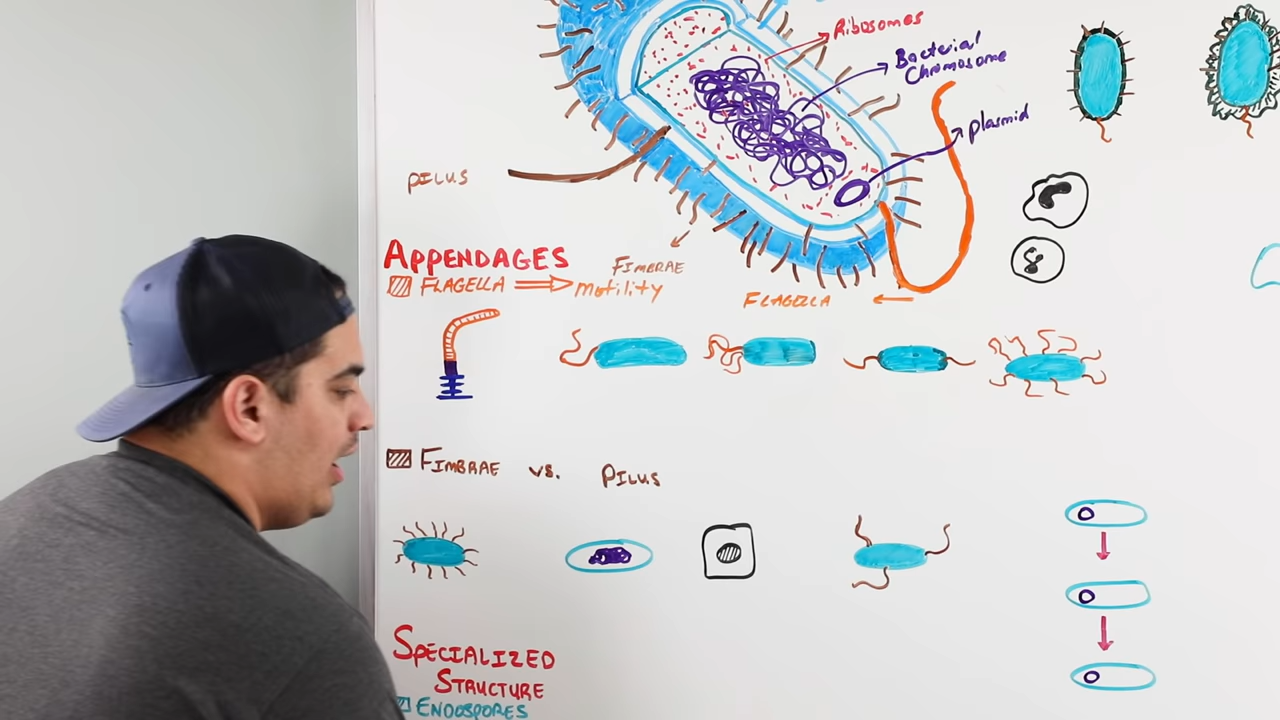 Ribosomes
Bacterial
Chromosome
plasmid
PILUS
APPENDAGES
FIMBRAE
FLAGELLA motility
FLAGELLA
FIMBRAE vs. PILUS
SPECIALIZED
STRUCTURE
ENDOSPORES